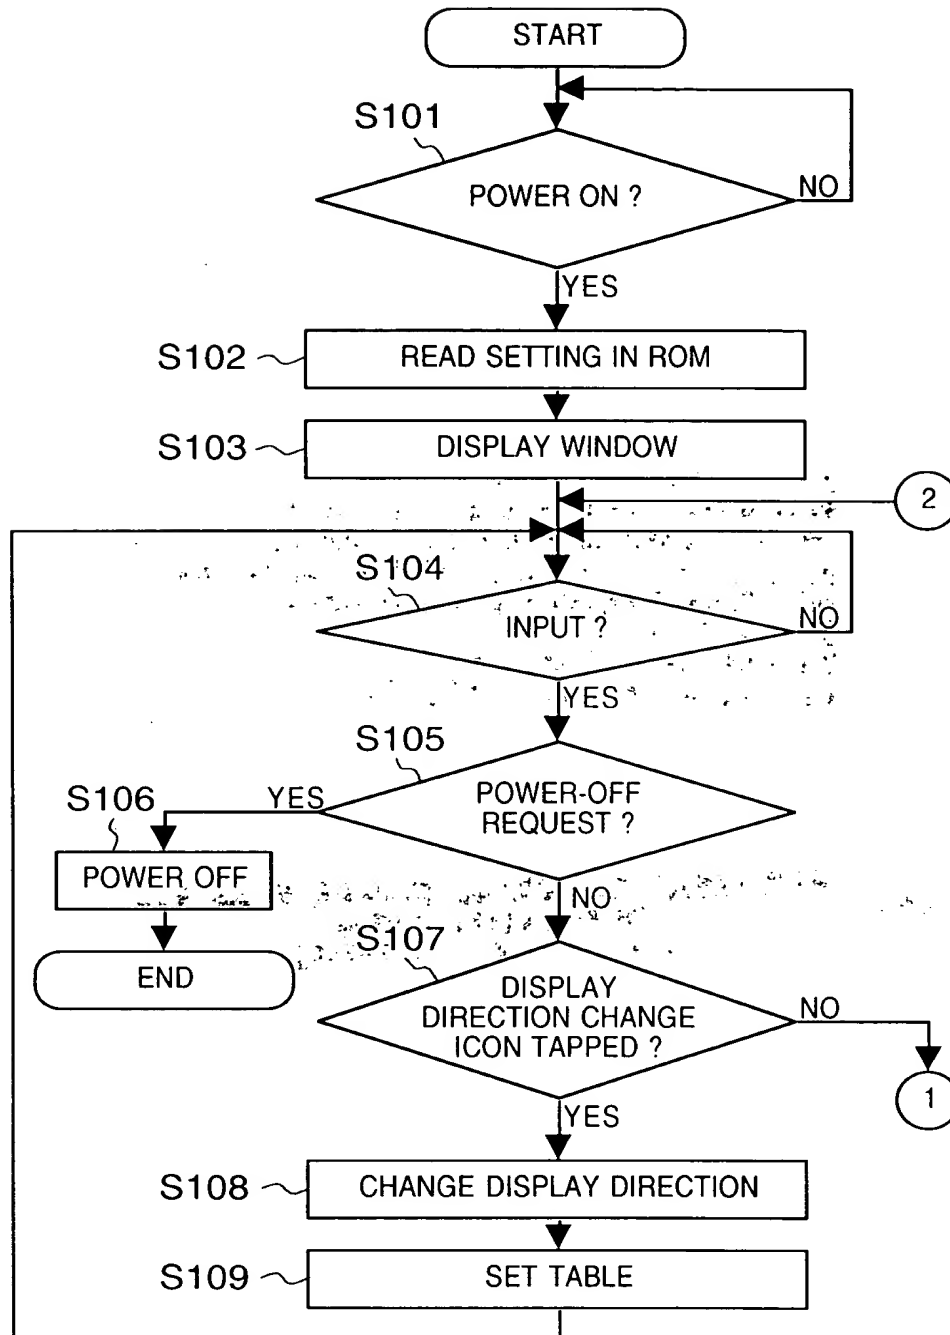 START
S101
POWER ON ?
NO
YES
S102
READ SETTING IN ROM
S103
DISPLAY WINDOW
2
S104
INPUT ?
NO
YES
S105
POWER-OFF
REQUEST ?
YES
S106
POWER OFF
NO
END
S107
DISPLAY
DIRECTION CHANGE
ICON TAPPED ?
NO
1
YES
S108
CHANGE DISPLAY DIRECTION
S109
SET TABLE